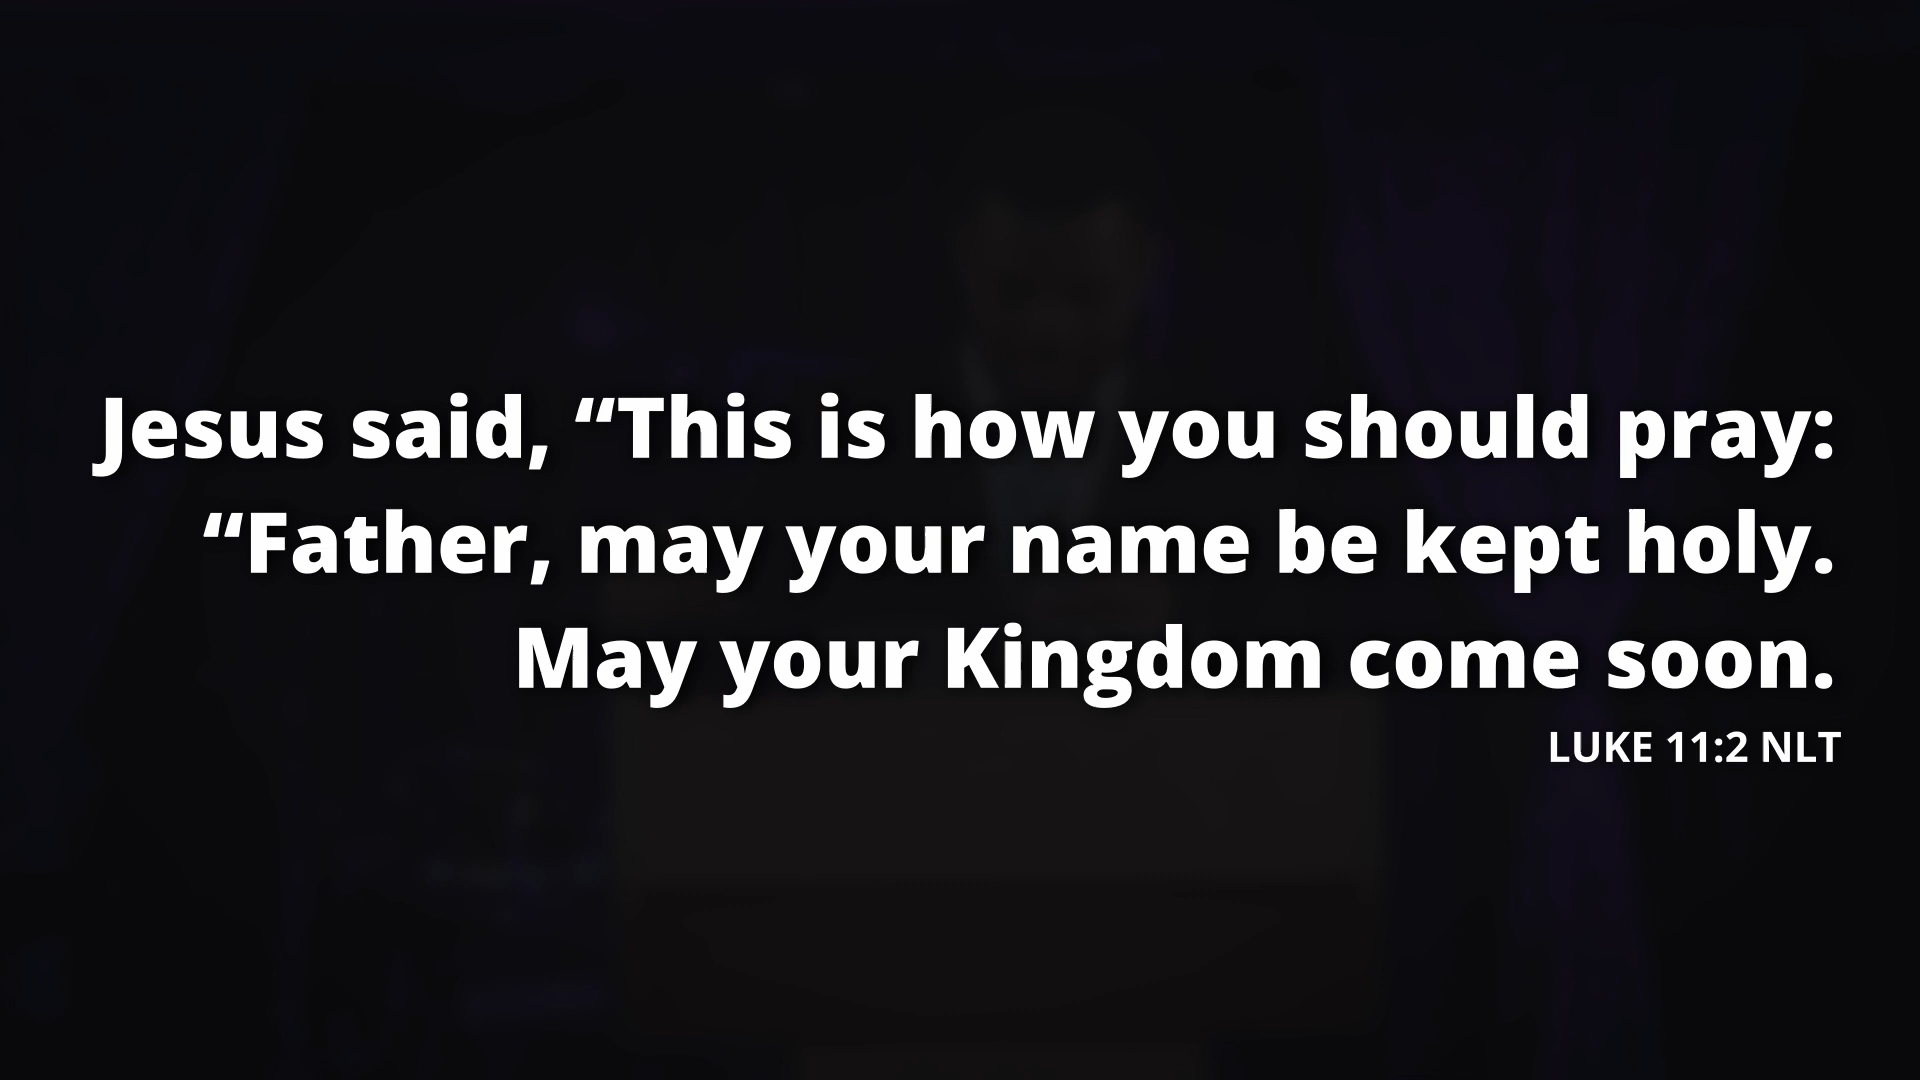 Jesus said, “This is how you should pray:
“Father, may your name be kept holy.
May your Kingdom come soon.
LUKE 11:2 NLT